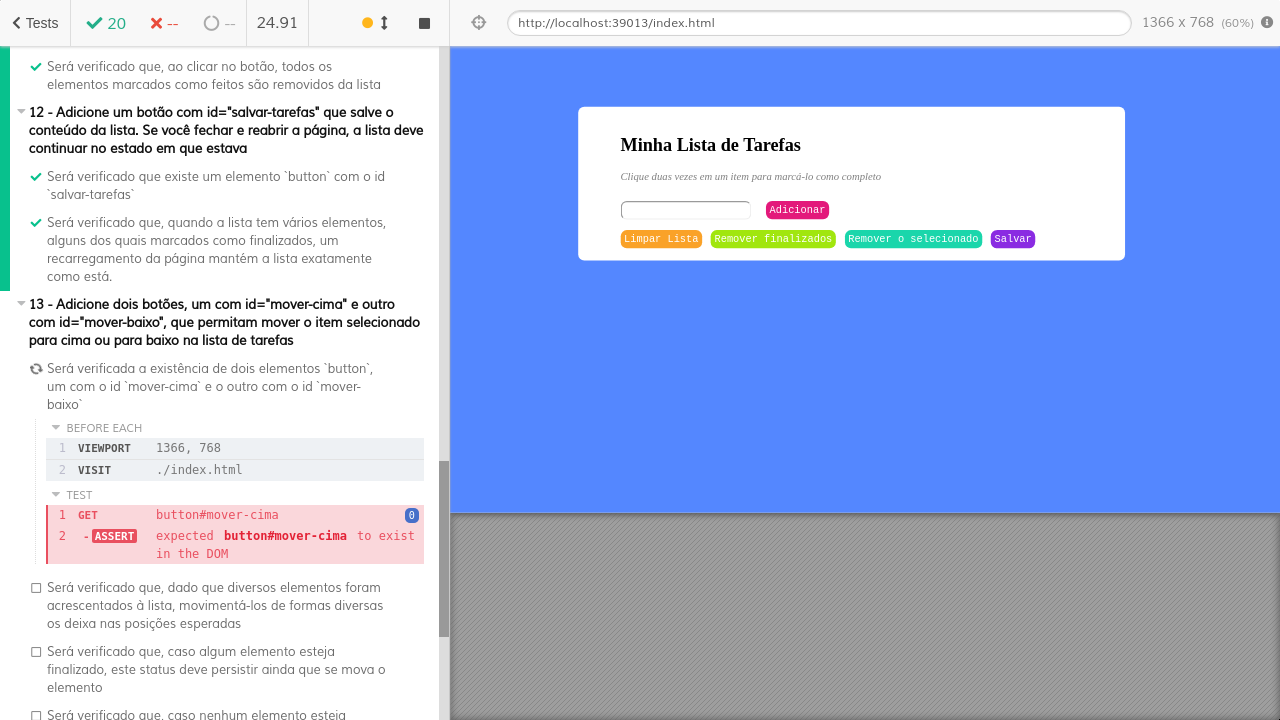 Tests
20
--
--
24.91
http://localhost:39013/index.html
1366 x 768 (60%)
Será verificado que, ao clicar no botão, todos os
elementos marcados como feitos são removidos da lista
12 - Adicione um botão com id="salvar-tarefas" que salve o
conteúdo da lista. Se você fechar e reabrir a página, a lista deve
continuar no estado em que estava
Será verificado que existe um elemento `button` com o id
`salvar-tarefas`
Será verificado que, quando a lista tem vários elementos,
alguns dos quais marcados como finalizados, um
recarregamento da página mantém a lista exatamente
como está.
13 - Adicione dois botões, um com id="mover-cima" e outro
com id="mover-baixo", que permitam mover o item selecionado
para cima ou para baixo na lista de tarefas
Será verificada a existência de dois elementos `button`,
um com o id `mover-cima` e o outro com o id `mover-
baixo`
BEFORE EACH
1 VIEWPORT 1366, 768
2 VISIT ./index.html
TEST
1 GET button#mover-cima 0
2 -ASSERT expected button#mover-cima to exist
in the DOM
Será verificado que, dado que diversos elementos foram
acrescentados à lista, movimentá-los de formas diversas
os deixa nas posições esperadas
Será verificado que, caso algum elemento esteja
finalizado, este status deve persistir ainda que se mova o
elemento
Será verificado que, caso nenhum elemento esteja
Minha Lista de Tarefas
Clique duas vezes em um item para marcá-lo como completo
Adicionar
Limpar Lista Remover finalizados Remover o selecionado Salvar